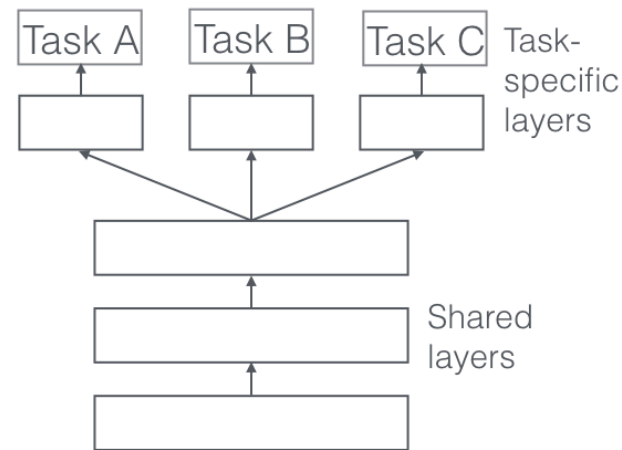 Task A
Task B
Task C
Task-
specific
layers
Shared
layers